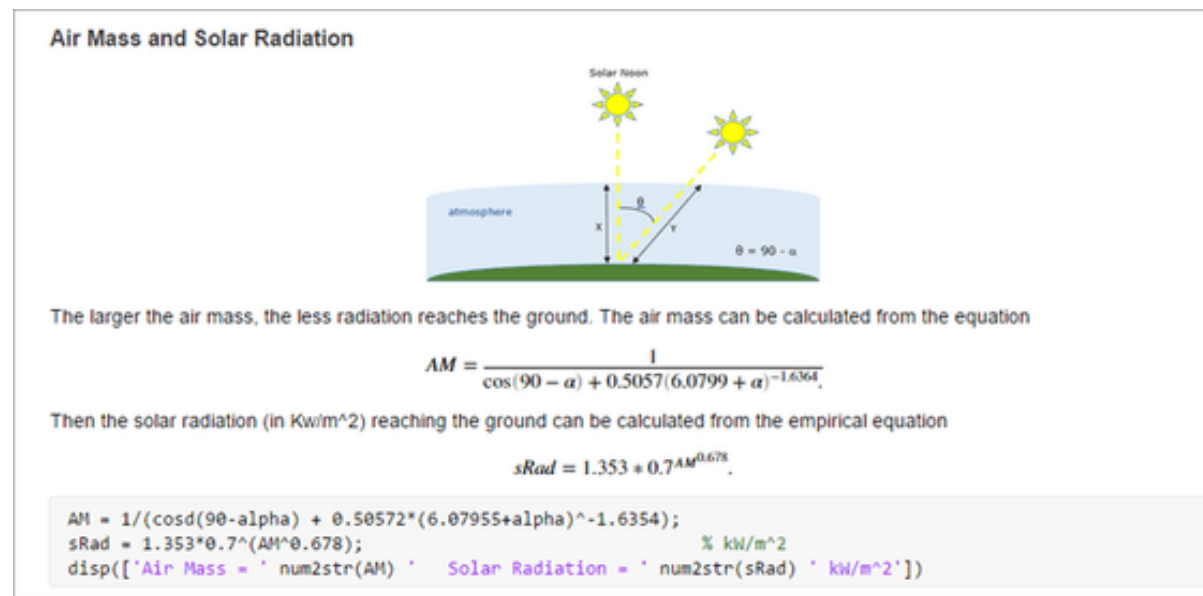 Air Mass and Solar Radiation
Solar Noon
atmosphere
θ
X
Y
θ = 90 - α
The larger the air mass, the less radiation reaches the ground. The air mass can be calculated from the equation
AM = 1 / cos(90 − α) + 0.5057(6.0799 + α)^−1.6364.
Then the solar radiation (in Kw/m^2) reaching the ground can be calculated from the empirical equation
sRad = 1.353 * 0.7^AM^0.678.
AM = 1/(cosd(90-alpha) + 0.50572*(6.07955+alpha)^-1.6354);
sRad = 1.353*0.7^(AM^0.678); % kW/m^2
disp(['Air Mass = ' num2str(AM) '   Solar Radiation = ' num2str(sRad) ' kW/m^2'])